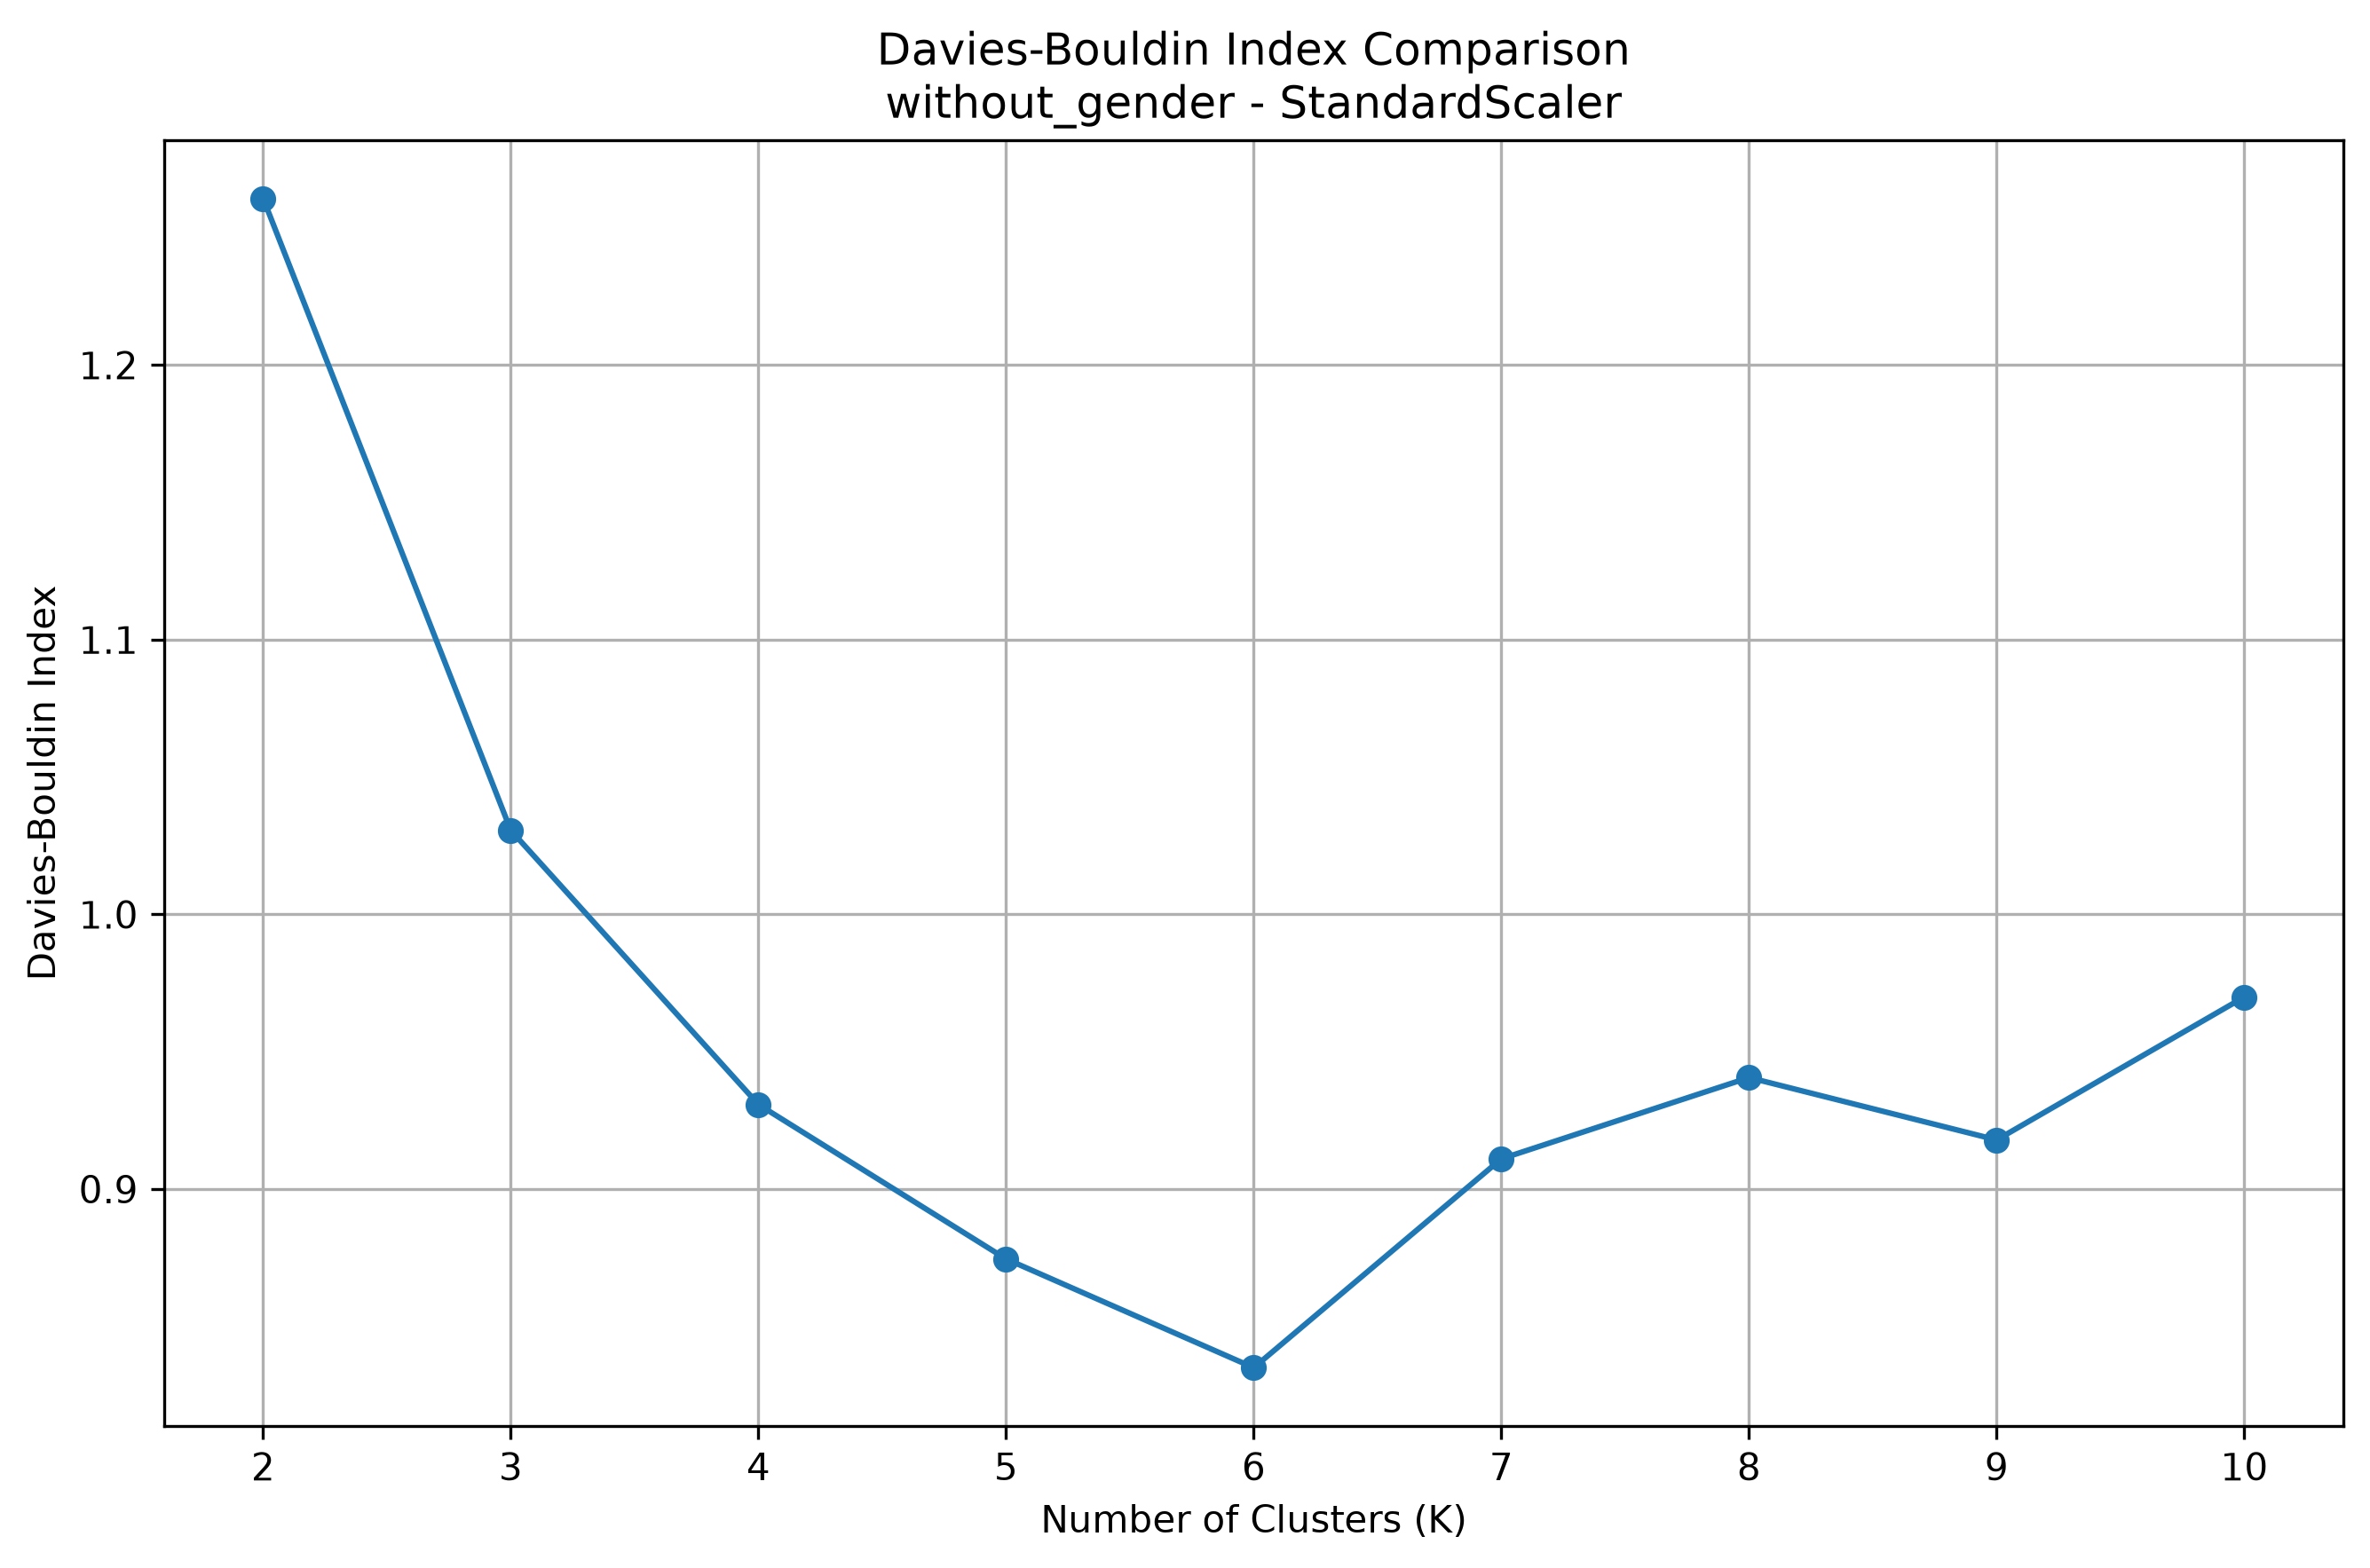 Davies-Bouldin Index Comparison
without_gender - StandardScaler
Davies-Bouldin Index
1.2
1.1
1.0
0.9
2 3 4 5 6 7 8 9 10
Number of Clusters (K)